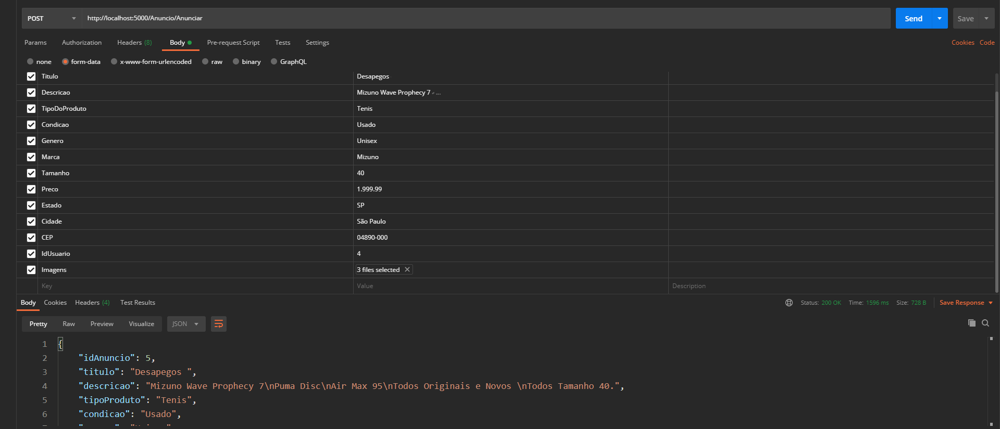 POST http://localhost:5000/Anuncio/Anunciar Send Save
Params Authorization Headers (8) Body Pre-request Script Tests Settings Cookies Code
none form-data x-www-form-urlencoded raw binary GraphQL
Titulo Desapegos
Descricao Mizuno Wave Prophecy 7 ...
TipoDoProduto Tenis
Condicao Usado
Genero Unisex
Marca Mizuno
Tamanho 40
Preco 1.999.99
Estado SP
Cidade São Paulo
CEP 04890-000
IdUsuario 4
Imagens 3 files selected
Key Value Description
Body Cookies Headers (4) Test Results Status: 200 OK Time: 1596 ms Size: 728 B Save Response
Pretty Raw Preview Visualize JSON
1 {
2 "idAnuncio": 5,
3 "titulo": "Desapegos ",
4 "descricao": "Mizuno Wave Prophecy 7\nPuma Disc\nAir Max 95\nTodos Originais e Novos \nTodos Tamanho 40.",
5 "tipoProduto": "Tenis",
6 "condicao": "Usado",